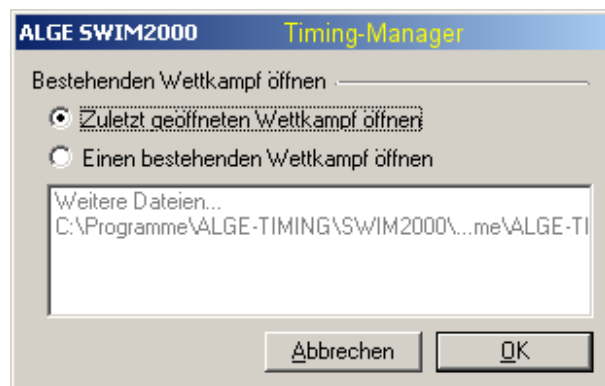 ALGE SWIM2000 Timing-Manager
Bestehenden Wettkampf öffnen
Zuletzt geöffneten Wettkampf öffnen
Einen bestehenden Wettkampf öffnen
Weitere Dateien...
C:\Programme\ALGE-TIMING\SWIM2000\...me\ALGE-TI
Abbrechen OK